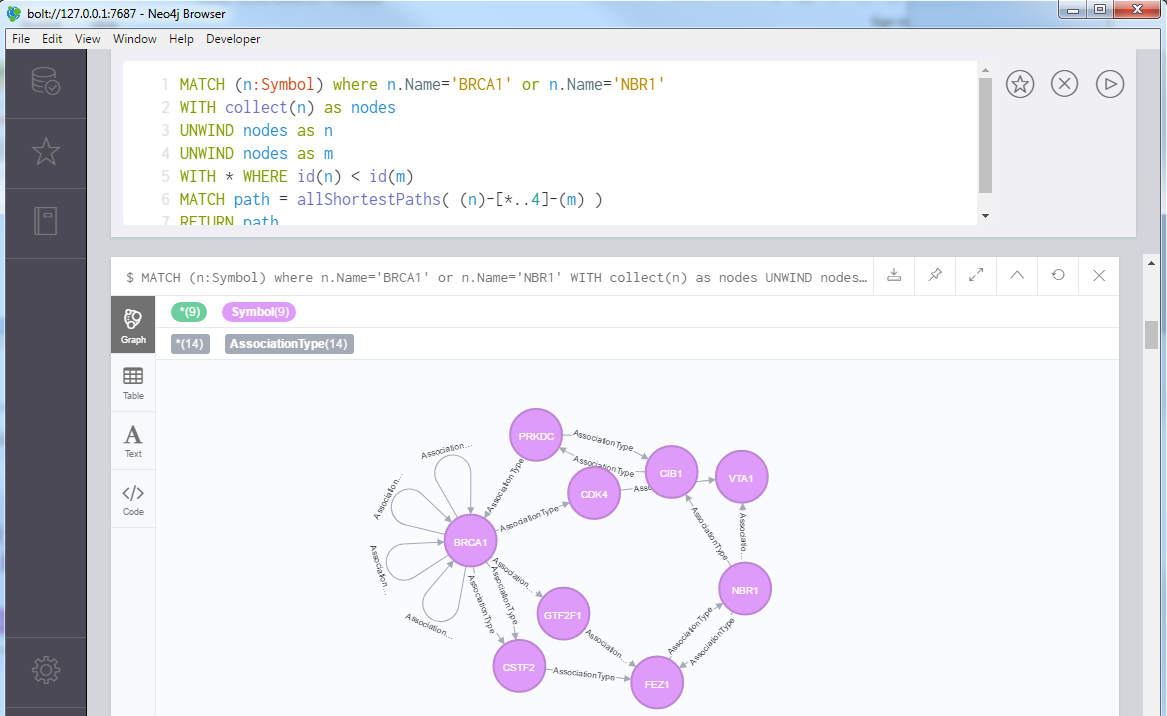 bolt://127.0.0.1:7687 - Neo4j Browser
File Edit View Window Help Developer
1 MATCH (n:Symbol) where n.Name='BRCA1' or n.Name='NBR1'
2 WITH collect(n) as nodes
3 UNWIND nodes as n
4 UNWIND nodes as m
5 WITH * WHERE id(n) < id(m)
6 MATCH path = allShortestPaths( (n)-[*..4]-(m) )
7 RETURN path
$ MATCH (n:Symbol) where n.Name='BRCA1' or n.Name='NBR1' WITH collect(n) as nodes UNWIND nodes…
*(9) Symbol(9)
*(14) AssociationType(14)
Graph
Table
A
Text
</>
Code
PRKDC
AssociationType
AssociationType
CIB1
VTA1
CDK4
Ass
Association...
Association...
AssociationType
AssociationType
BRCA1
Association...
Association...
AssociationType
Associatio...
NBR1
Association...
AssociationType
AssociationType
GTF2F1
Association...
AssociationType
AssociationType
CSTF2
AssociationType
FEZ1